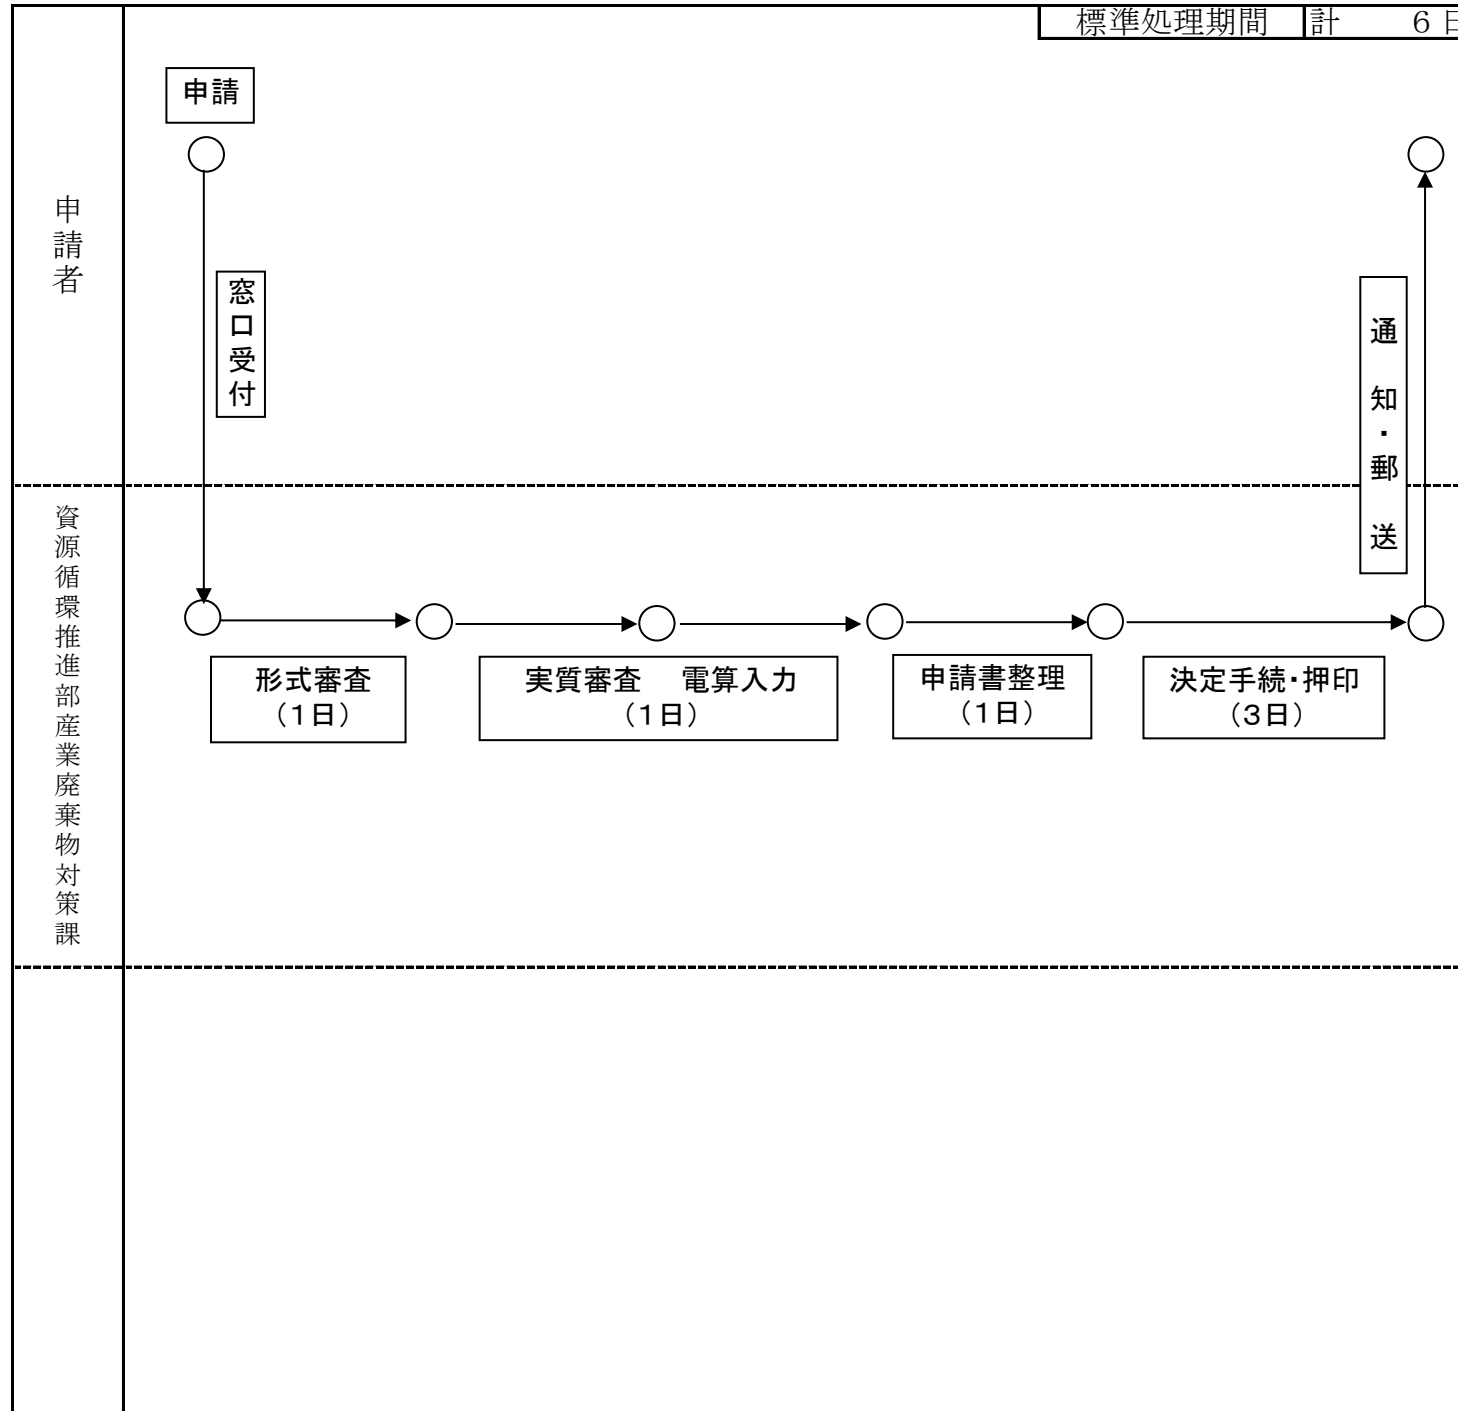 標準処理期間 計 6日
申請
申請者
窓口受付
通知・郵送
資源循環推進部産業廃棄物対策課
形式審査
（1日）
実質審査 電算入力
（1日）
申請書整理
（1日）
決定手続・押印
（3日）